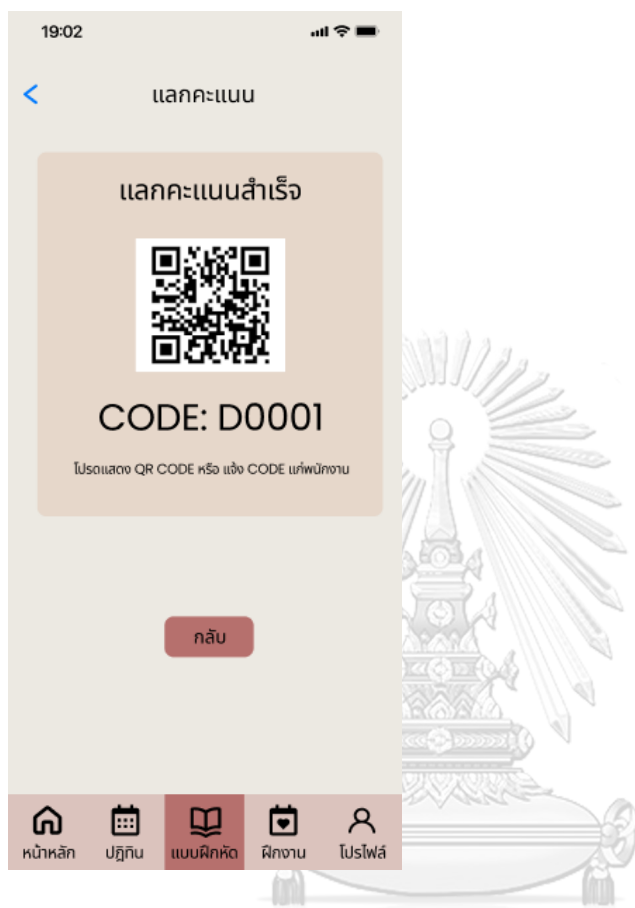 19:02
แลกคะแนน
แลกคะแนนสำเร็จ
CODE: D0001
โปรดแสดง QR CODE หรือ แจ้ง CODE แก่พนักงาน
กลับ
หน้าหลัก ปฏิทิน แบบฝึกหัด ฝึกงาน โปรไฟล์